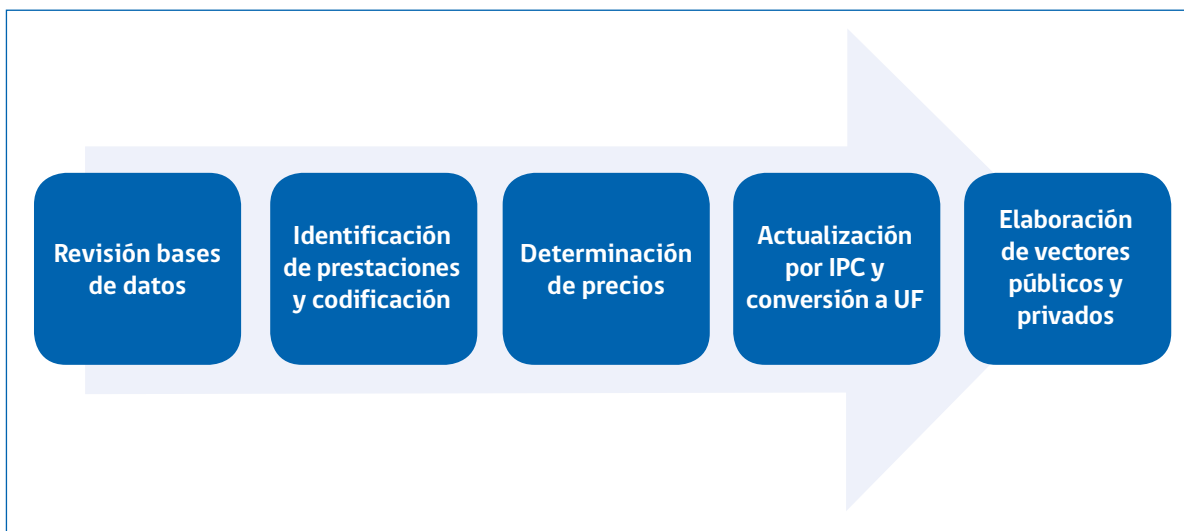 Revisión bases
de datos
Identificación
de prestaciones
y codificación
Determinación
de precios
Actualización
por IPC y
conversión a UF
Elaboración
de vectores
públicos y
privados